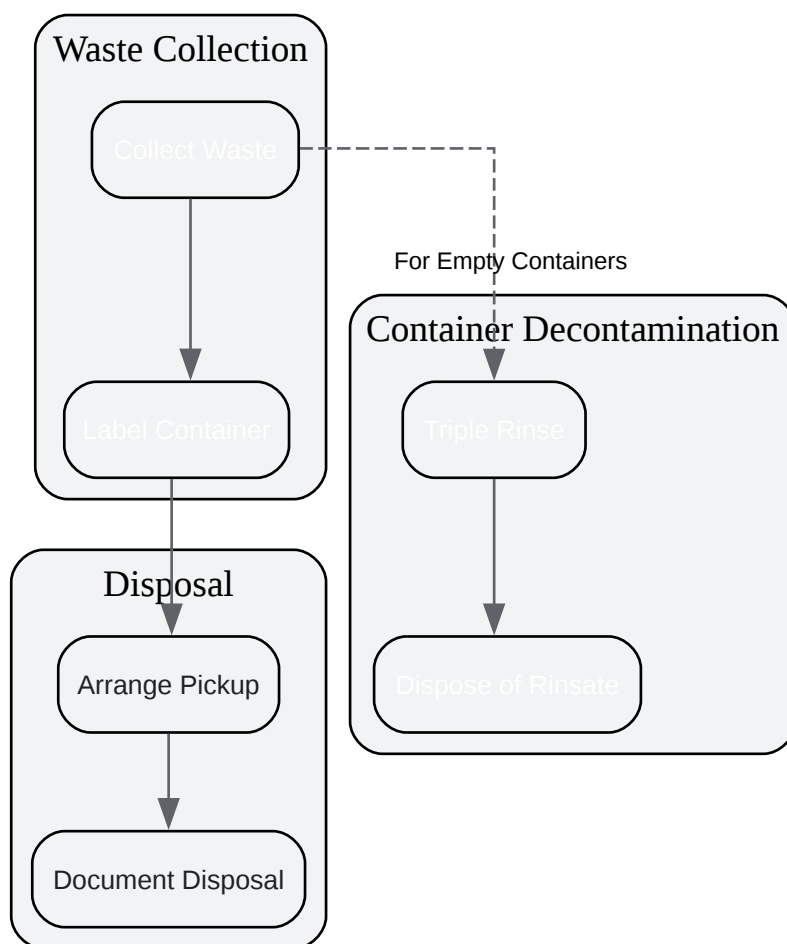 Waste Collection
Collect Waste
For Empty Containers
Container Decontamination
Label Container
Triple Rinse
Disposal
Arrange Pickup
Dispose of Rinsate
Document Disposal